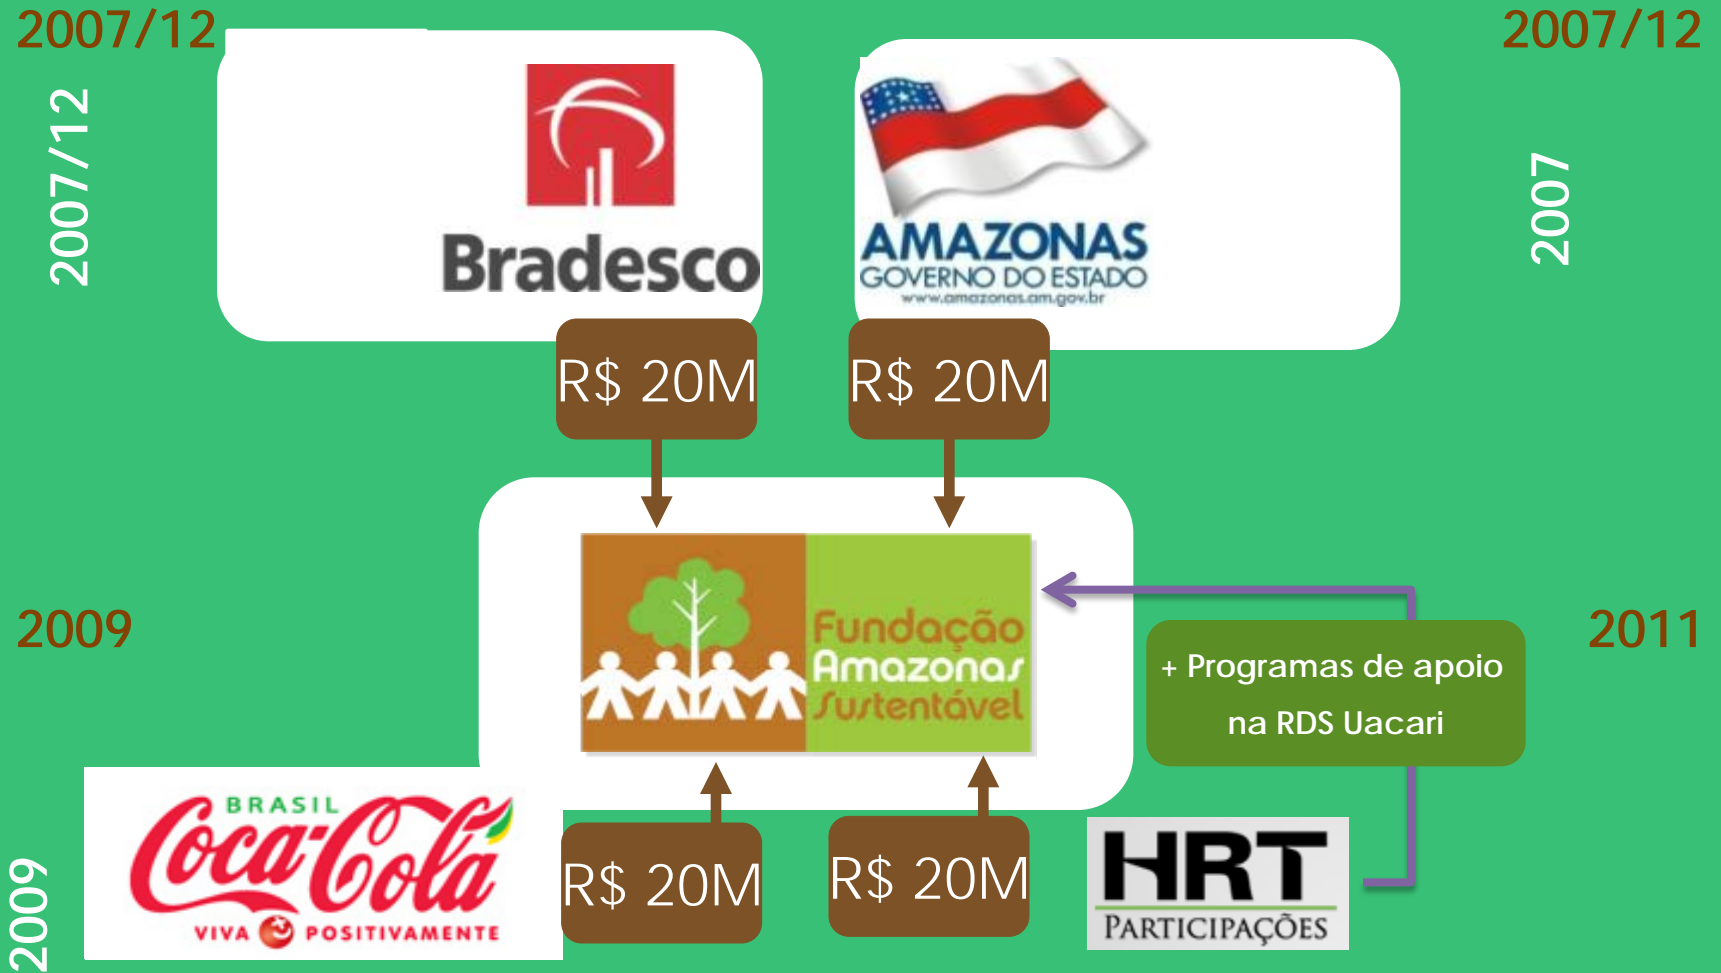 2007/12
2007/12
2007/12
2007
Bradesco
AMAZONAS
GOVERNO DO ESTADO
www.amazonas.am.gov.br
R$ 20M
R$ 20M
2009
2011
Fundação
Amazonas
Sustentável
+ Programas de apoio
na RDS Uacari
2009
BRASIL
Coca-Cola
VIVA POSITIVAMENTE
R$ 20M
R$ 20M
HRT
PARTICIPAÇÕES